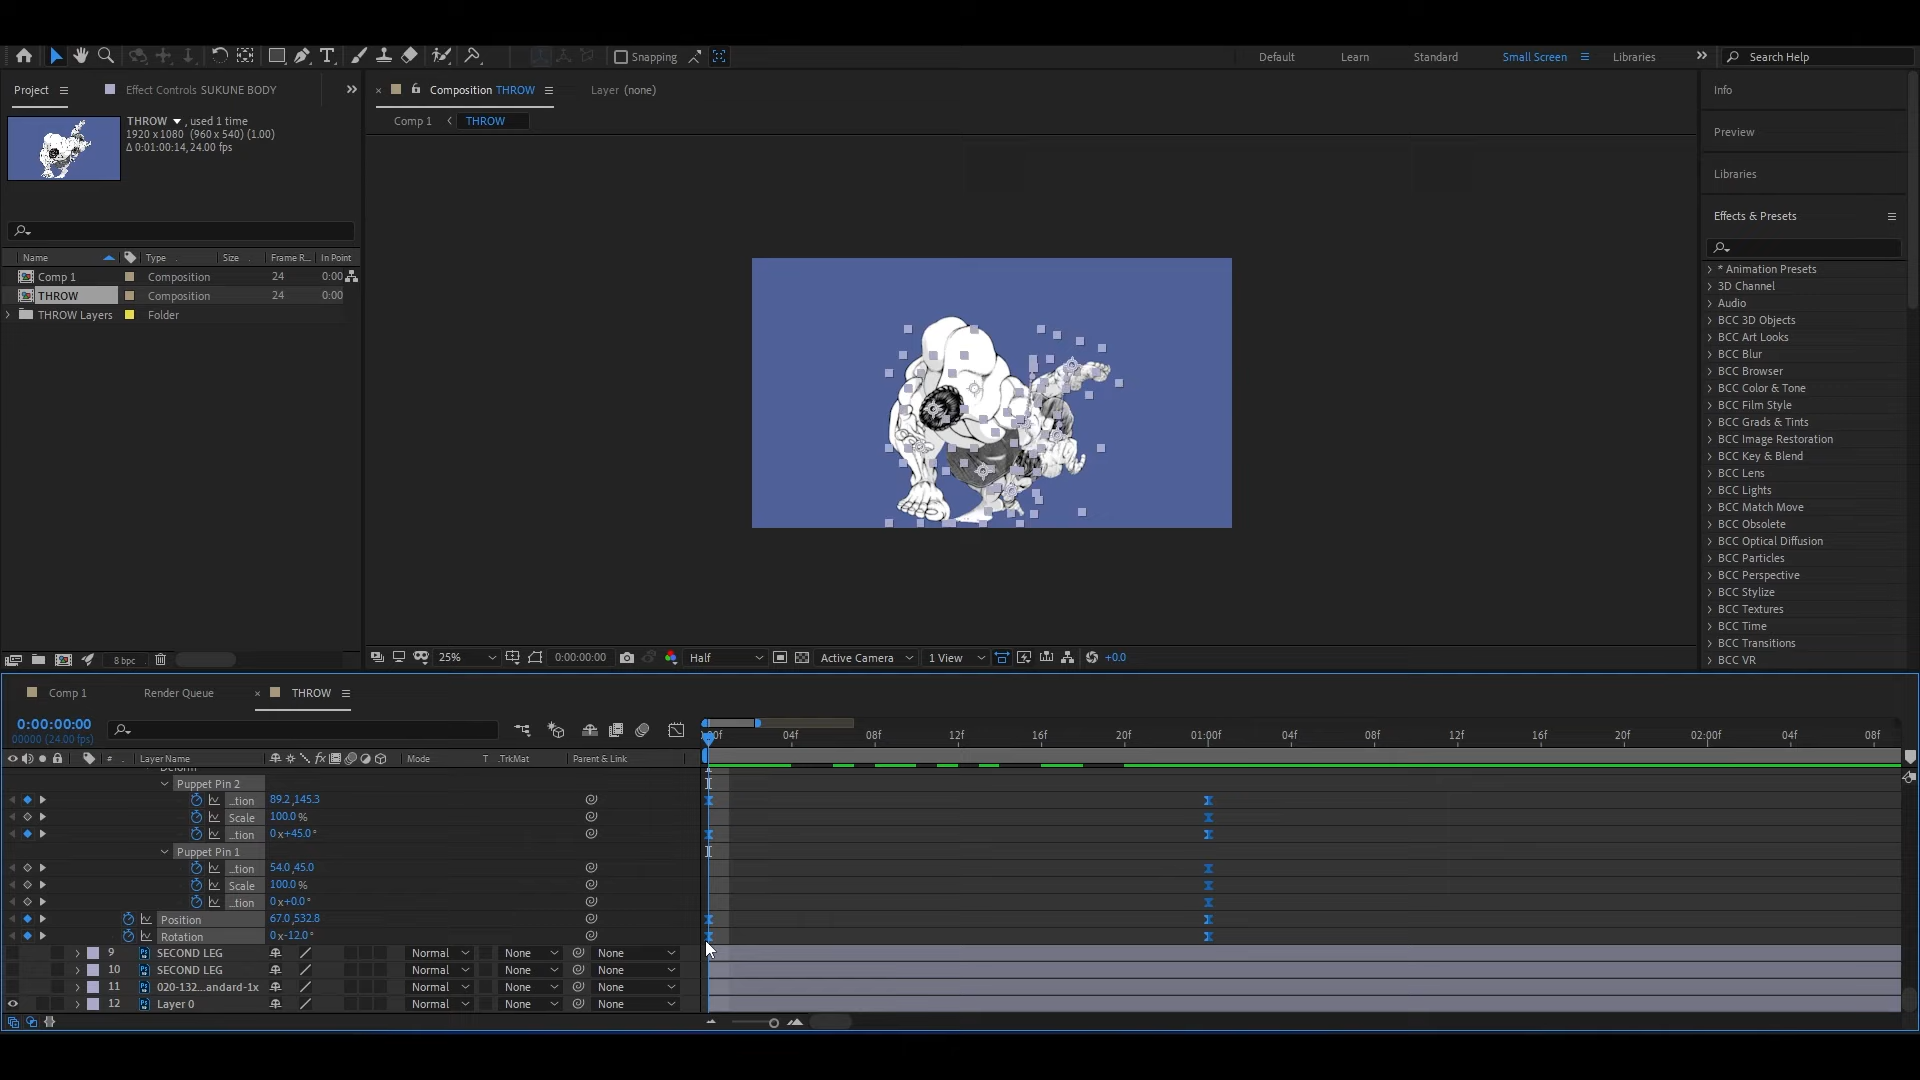 Snapping
Default
Learn
Standard
Small Screen
Libraries
Search Help
Project
Effect Controls SUKUNE BODY
Composition THROW
Layer (none)
Info
THROW , used 1 time
1920 x 1080 (960 x 540) (1.00)
Δ 0:01:00:14, 24.00 fps
Comp 1
THROW
Preview
Libraries
Effects & Presets
Name
Type
Size
Frame R...
In Point
Comp 1
Composition
24
0:00
THROW
Composition
24
0:00
THROW Layers
Folder
* Animation Presets
3D Channel
Audio
BCC 3D Objects
BCC Art Looks
BCC Blur
BCC Browser
BCC Color & Tone
BCC Film Style
BCC Grads & Tints
BCC Image Restoration
BCC Key & Blend
BCC Lens
BCC Lights
BCC Match Move
BCC Obsolete
BCC Optical Diffusion
BCC Particles
BCC Perspective
BCC Stylize
BCC Textures
BCC Time
BCC Transitions
BCC VR
8 bpc
25%
0:00:00:00
Half
Active Camera
1 View
+0.0
Comp 1
Render Queue
THROW
0:00:00:00
00000 (24.00 fps)
04f
08f
12f
16f
20f
01:00f
04f
08f
12f
16f
20f
02:00f
04f
08f
#
Layer Name
Mode
T .TrkMat
Parent & Link
Puppet Pin 2
...tion
89.2,145.3
Scale
100.0 %
...tion
0 x+45.0 °
Puppet Pin 1
...tion
54.0,45.0
Scale
100.0 %
...tion
0 x+0.0 °
Position
67.0,532.8
Rotation
0 x-12.0 °
9
SECOND LEG
Normal
None
None
10
SECOND LEG
Normal
None
None
11
020-132...andard-1x
Normal
None
None
12
Layer 0
Normal
None
None